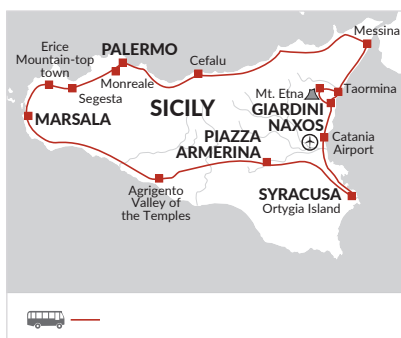 Messina
Erice
Mountain-top
town
PALERMO
Cefalu
Monreale
Segesta
Mt. Etna
Taormina
SICILY
GIARDINI
NAXOS
MARSALA
PIAZZA
ARMERINA
Catania
Airport
Agrigento
Valley of
the Temples
SYRACUSA
Ortygia Island